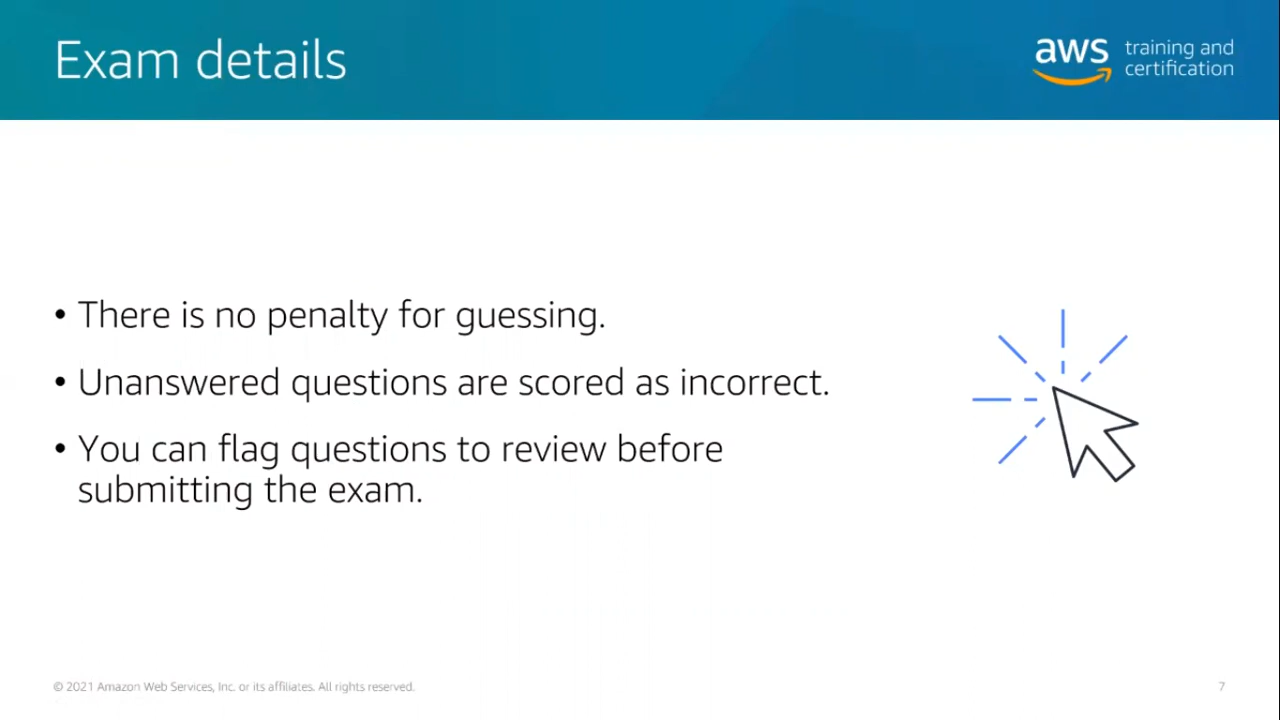 Exam details
aws training and
certification
• There is no penalty for guessing.
• Unanswered questions are scored as incorrect.
• You can flag questions to review before
submitting the exam.
© 2021 Amazon Web Services, Inc. or its affiliates. All rights reserved.
7